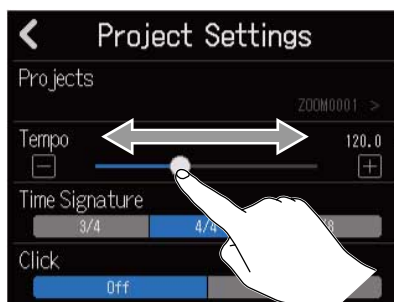 Project Settings
Projects
ZOOM0001 >
Tempo
120.0
Time Signature
3/4
4/4
Click
Off